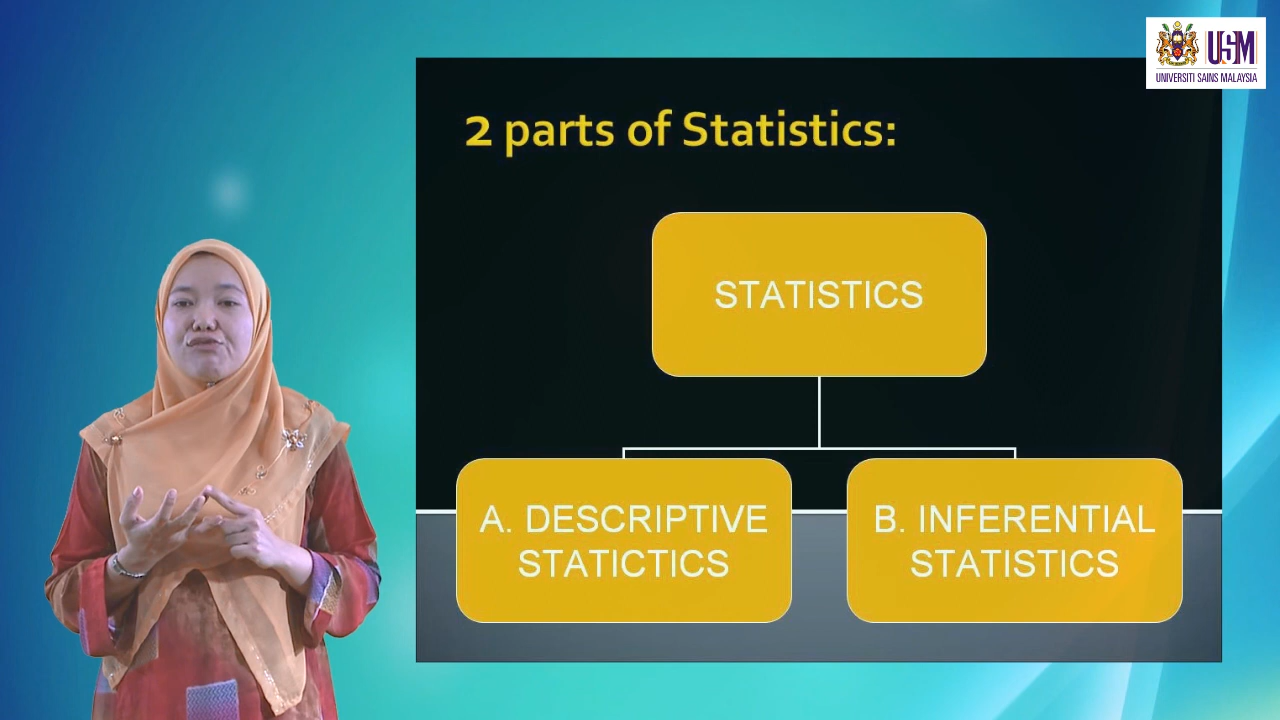 USM
UNIVERSITI SAINS MALAYSIA
2 parts of Statistics:
STATISTICS
A. DESCRIPTIVE
STATICTICS
B. INFERENTIAL
STATISTICS